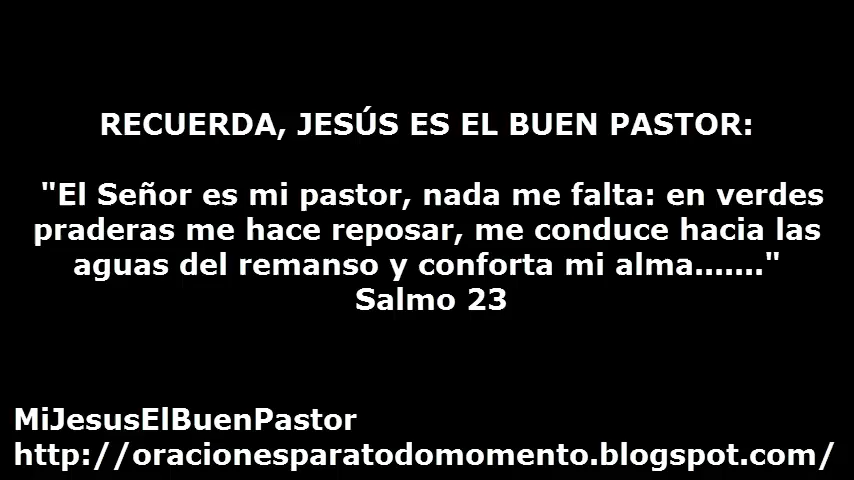 RECUERDA, JESÚS ES EL BUEN PASTOR:
"El Señor es mi pastor, nada me falta: en verdes
praderas me hace reposar, me conduce hacia las
aguas del remanso y conforta mi alma......."
Salmo 23
MiJesusElBuenPastor
http://oracionesparatodomomento.blogspot.com/